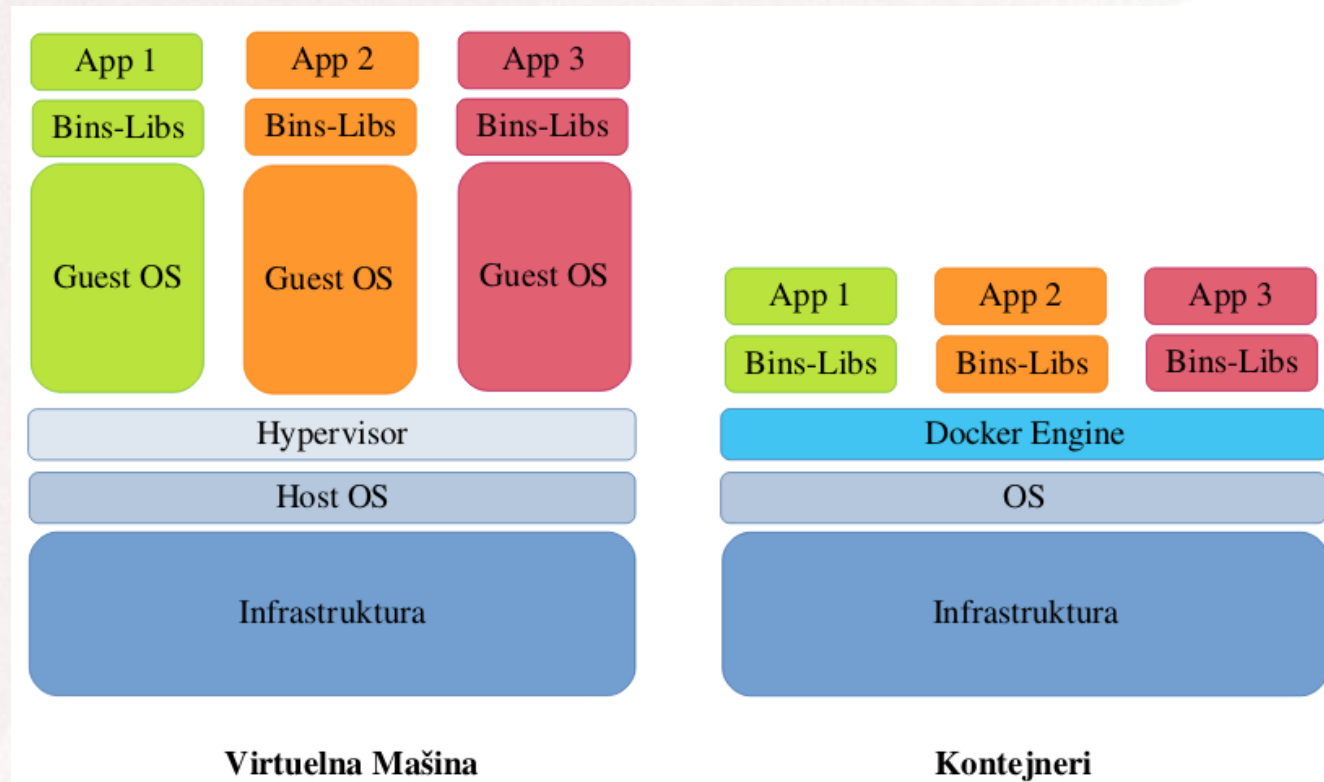 App 1
App 2
App 3
Bins-Libs
Bins-Libs
Bins-Libs
Guest OS
Guest OS
Guest OS
Hypervisor
Host OS
Infrastruktura
Virtuelna Mašina
App 1
App 2
App 3
Bins-Libs
Bins-Libs
Bins-Libs
Docker Engine
OS
Infrastruktura
Kontejneri